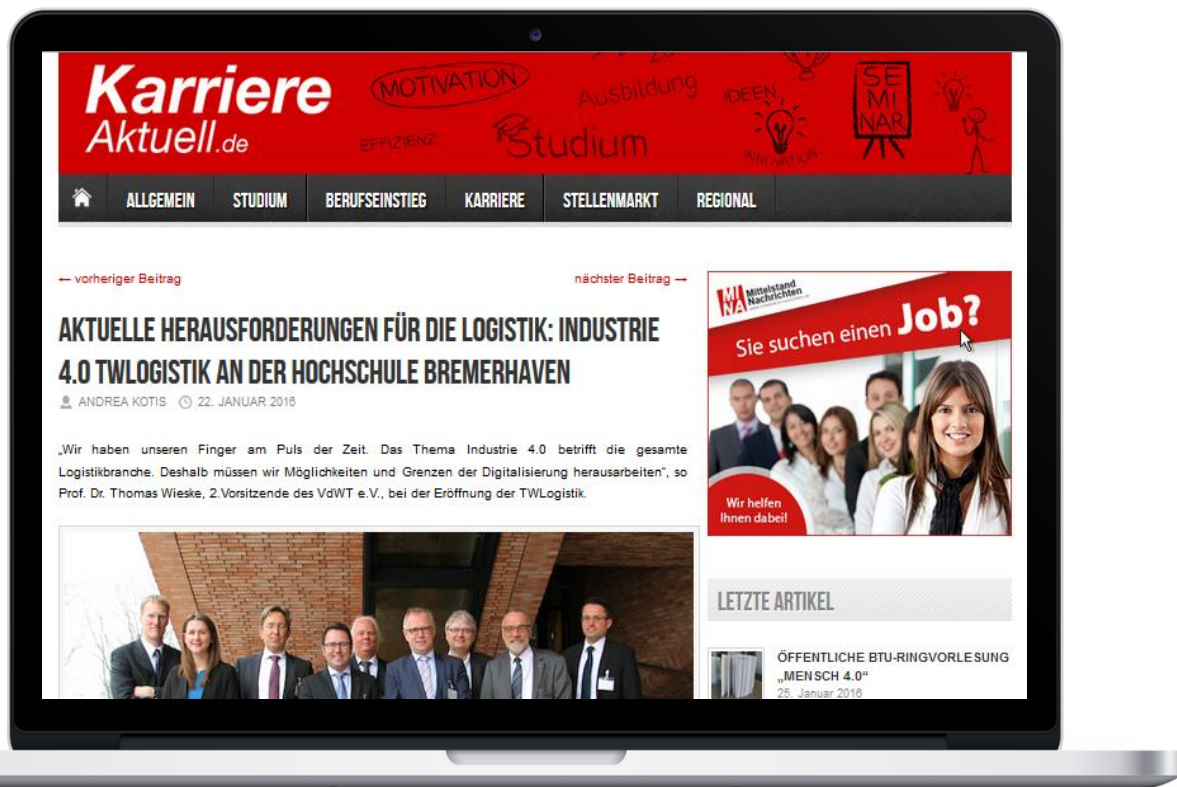 Karriere
Aktuell.de
MOTIVATION
EFFIZIENZ
Ausbildung
Studium
IDEEN
INNOVATION
SE
MI
NAR
ALLGEMEIN STUDIUM BERUFSEINSTIEG KARRIERE STELLENMARKT REGIONAL
← vorheriger Beitrag nächster Beitrag →
AKTUELLE HERAUSFORDERUNGEN FÜR DIE LOGISTIK: INDUSTRIE
4.0 TWLOGISTIK AN DER HOCHSCHULE BREMERHAVEN
ANDREA KOTIS 22. JANUAR 2016
„Wir haben unseren Finger am Puls der Zeit. Das Thema Industrie 4.0 betrifft die gesamte
Logistikbranche. Deshalb müssen wir Möglichkeiten und Grenzen der Digitalisierung herausarbeiten“, so
Prof. Dr. Thomas Wieske, 2.Vorsitzende des VdWT e.V., bei der Eröffnung der TWLogistik.
MI
NA
Mittelstand
Nachrichten
Sie suchen einen Job?
Wir helfen
Ihnen dabei!
LETZTE ARTIKEL
ÖFFENTLICHE BTU-RINGVORLESUNG
„MENSCH 4.0“
25. Januar 2016